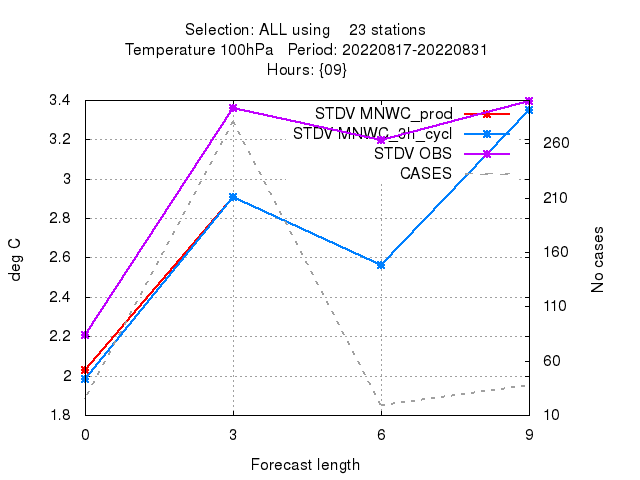 Selection: ALL using 23 stations
Temperature 100hPa Period: 20220817-20220831
Hours: {09}
3.4
3.2
3
2.8
2.6
2.4
2.2
2
1.8
deg C
STDV MNWC_prod
STDV MNWC_3h_cycl
STDV OBS
CASES
260
210
160
110
60
10
No cases
0 3 6 9
Forecast length